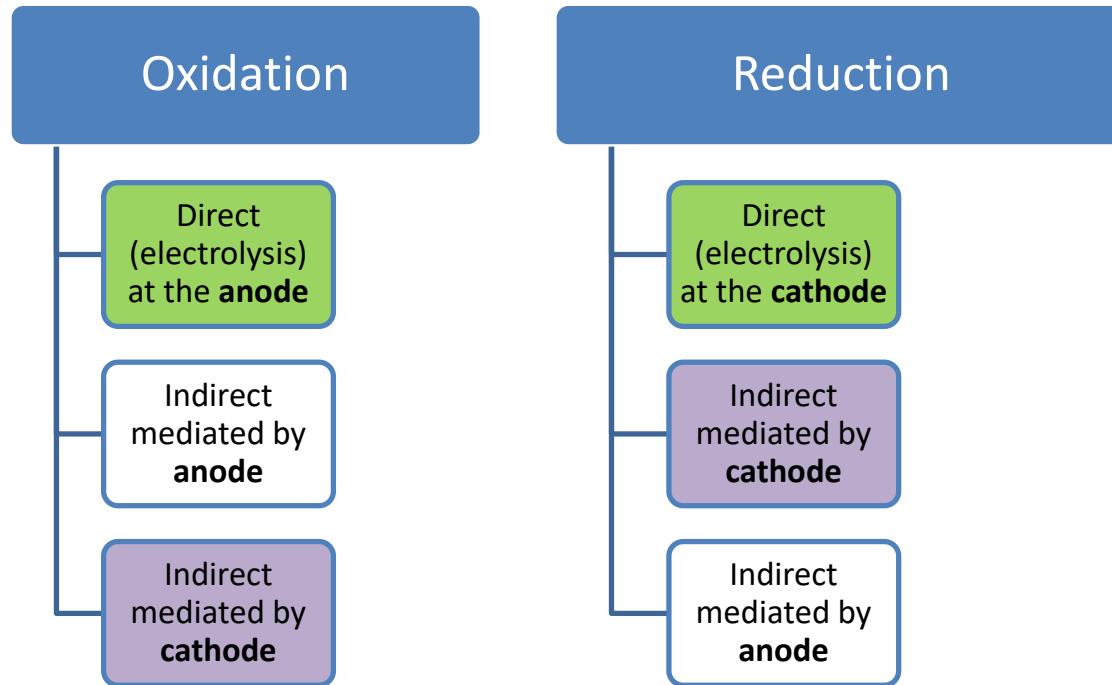 Oxidation
Direct
(electrolysis)
at the anode
Indirect
mediated by
anode
Indirect
mediated by
cathode
Reduction
Direct
(electrolysis)
at the cathode
Indirect
mediated by
cathode
Indirect
mediated by
anode